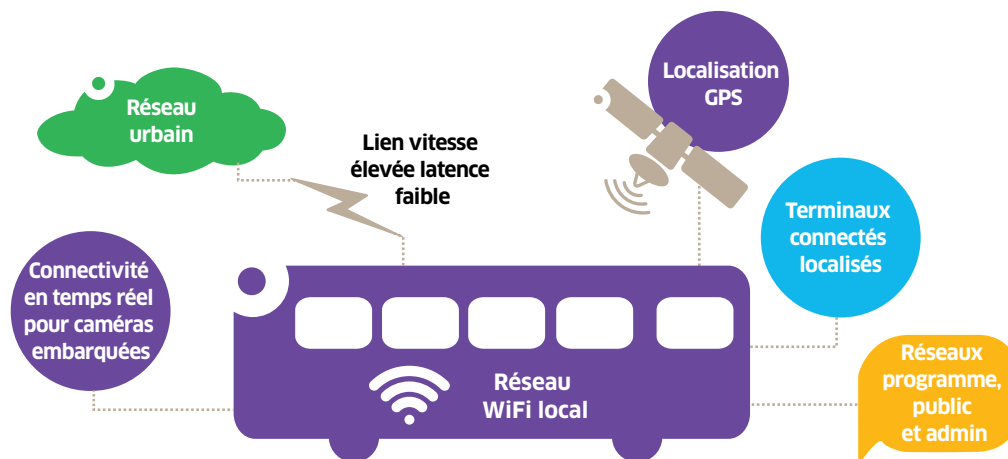 Réseau
urbain
Lien vitesse
élevée latence
faible
Localisation
GPS
Terminaux
connectés
localisés
Connectivité
en temps réel
pour caméras
embarquées
Réseau
WiFi local
Réseaux
programme,
public
et admin